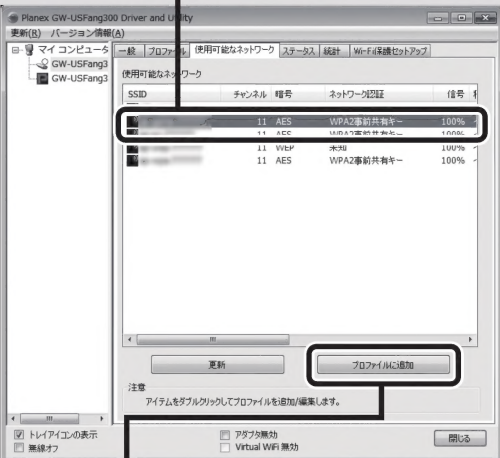 Planex GW-USFang300 Driver and Utility
更新(R) バージョン情報(A)
マイ コンピュータ
GW-USFang3
GW-USFang3
一般 プロファイル 使用可能なネットワーク ステータス 統計 Wi-Fi保護セットアップ
使用可能なネットワーク
SSID チャンネル 暗号 ネットワーク認証 信号
11 AES WPA2事前共有キー 100%
11 AES WPA2事前共有キー 100%
11 WEP 未知 100%
11 AES WPA2事前共有キー 100%
更新 プロファイルに追加
注意
アイテムをダブルクリックしてプロファイルを追加/編集します。
トレイアイコンの表示 アダプタ無効 閉じる
無線オフ Virtual WiFi 無効